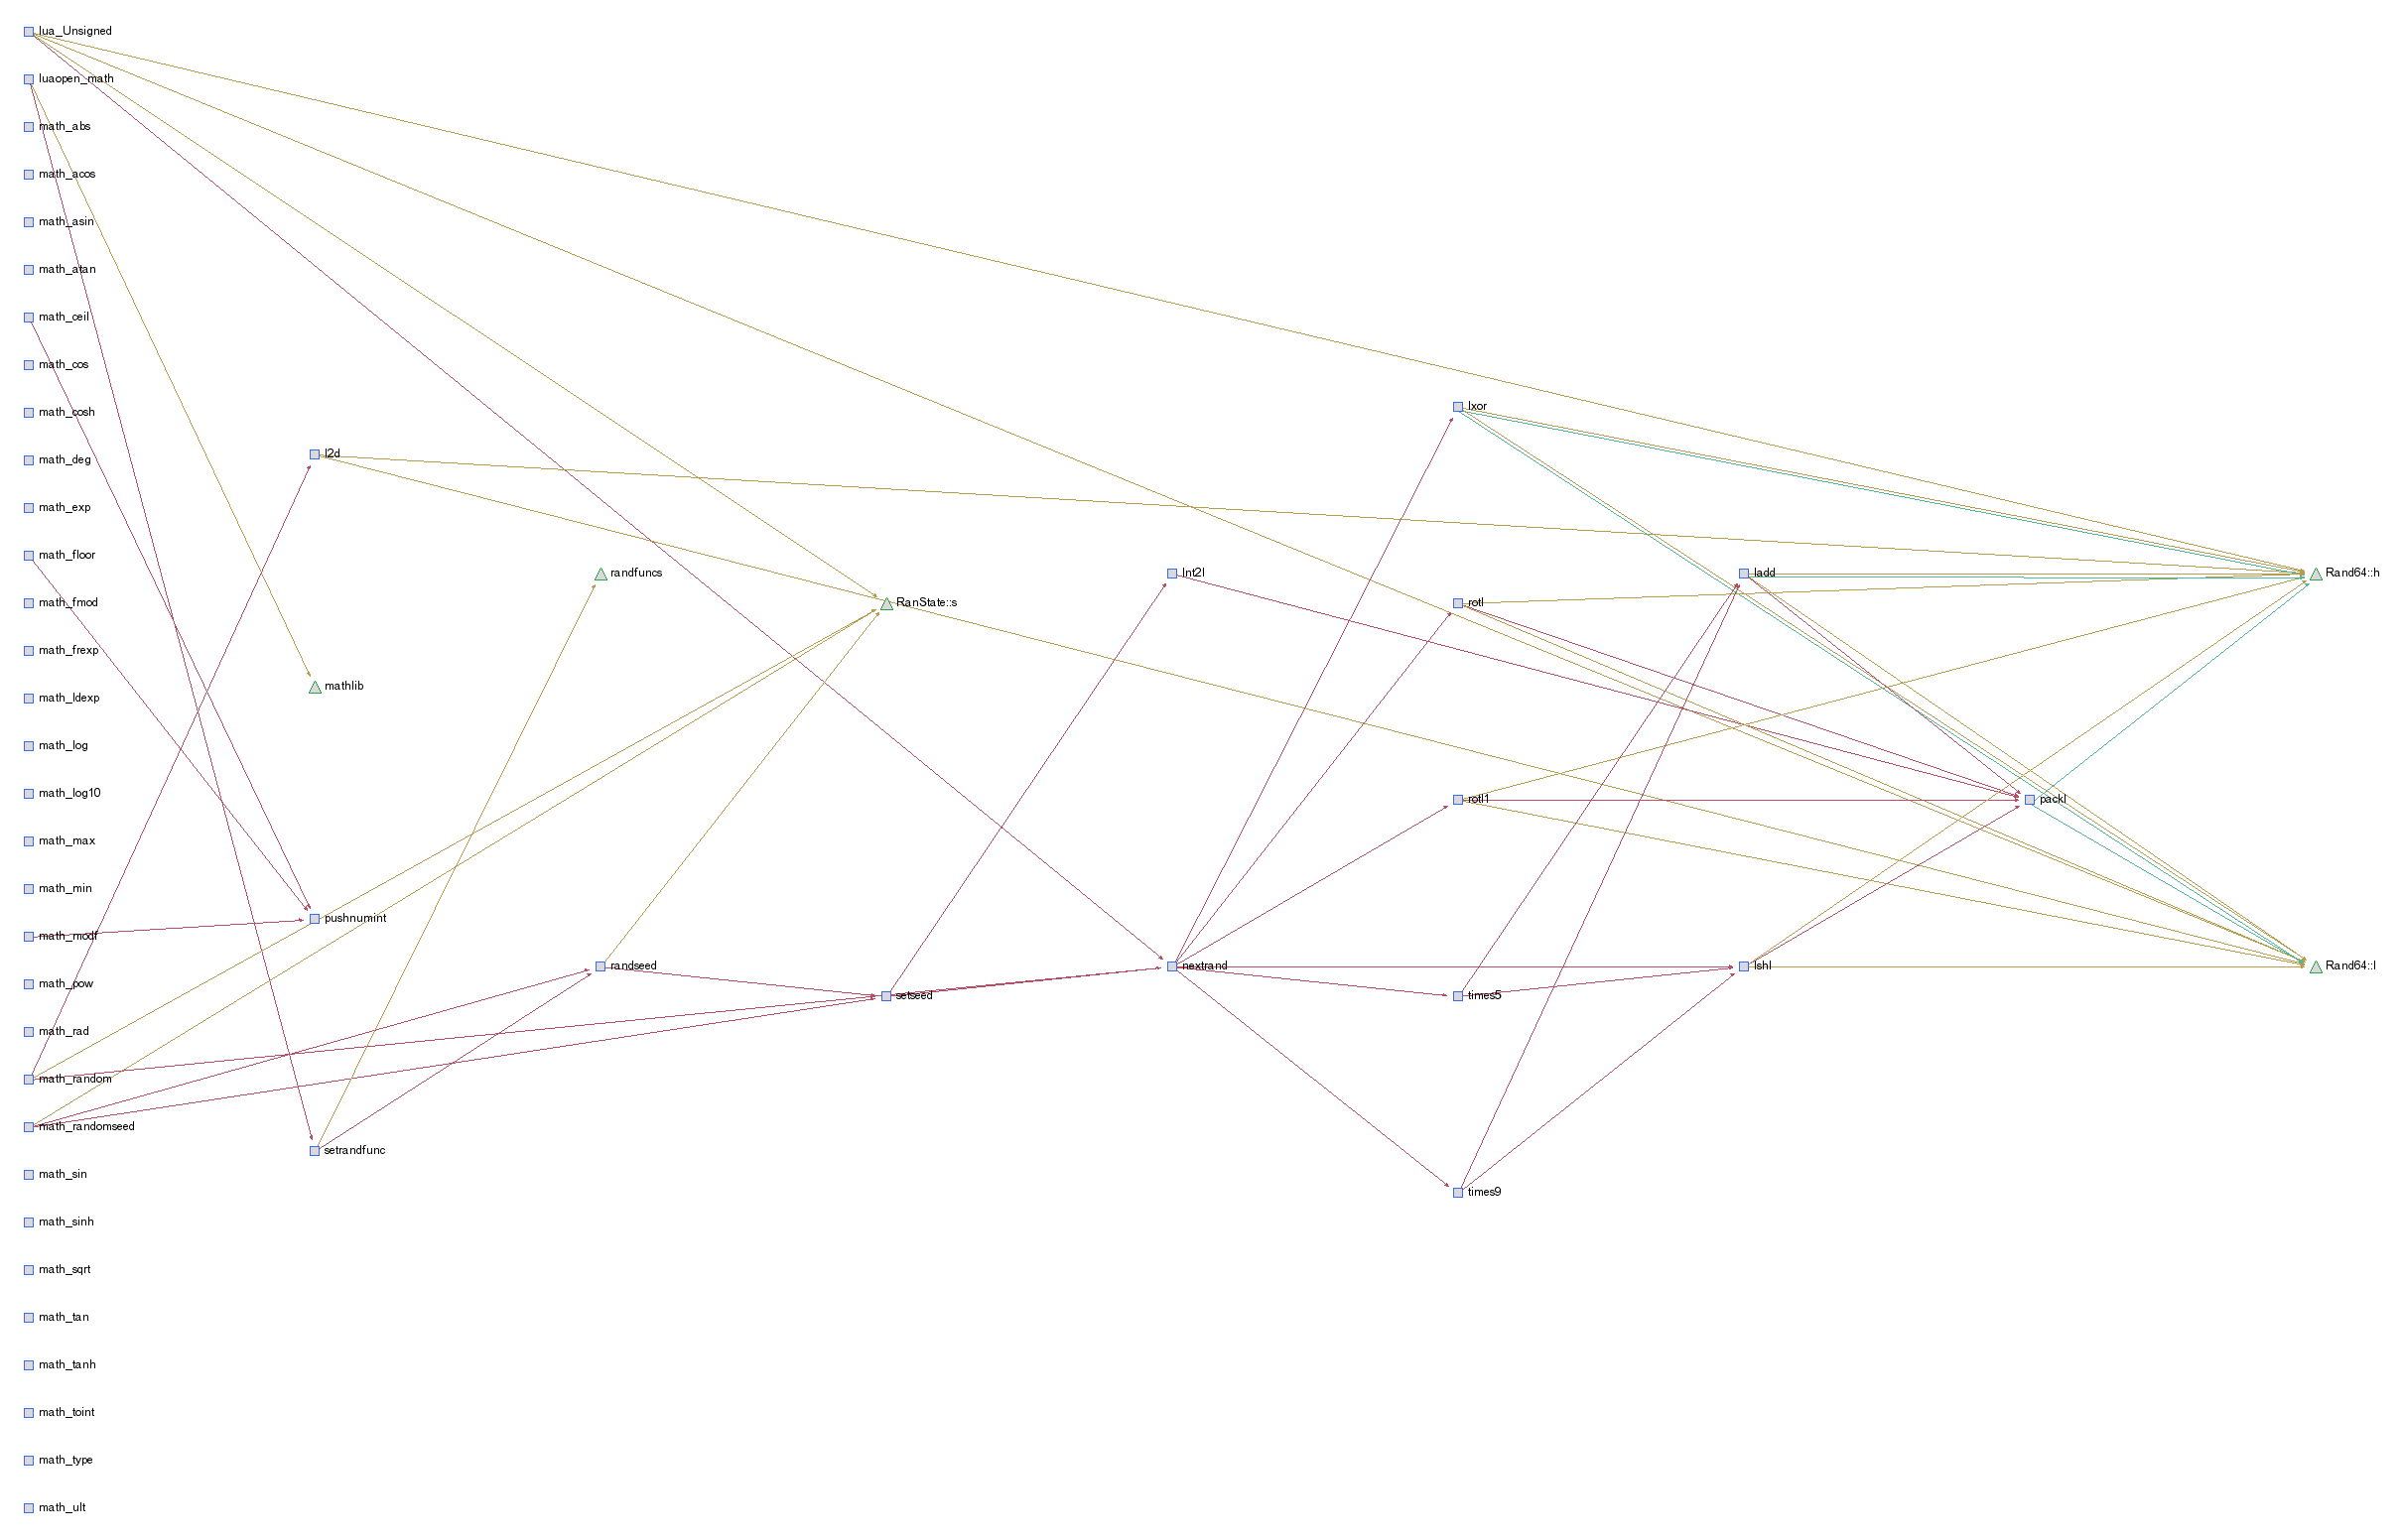 lua_Unsigned
luaopen_math
math_abs
math_acos
math_asin
math_atan
math_ceil
math_cos
math_cosh
math_deg
math_exp
math_floor
math_fmod
math_frexp
math_ldexp
math_log
math_log10
math_max
math_min
math_modf
math_pow
math_rad
math_random
math_randomseed
math_sin
math_sinh
math_sqrt
math_tan
math_tanh
math_toint
math_type
math_ult
I2d
mathlib
pushnumint
setrandfunc
randfuncs
randseed
RanState::s
setseed
Int2I
nextrand
Ixor
rotl
rotl1
times5
times9
Iadd
Ishl
packI
Rand64::h
Rand64::l